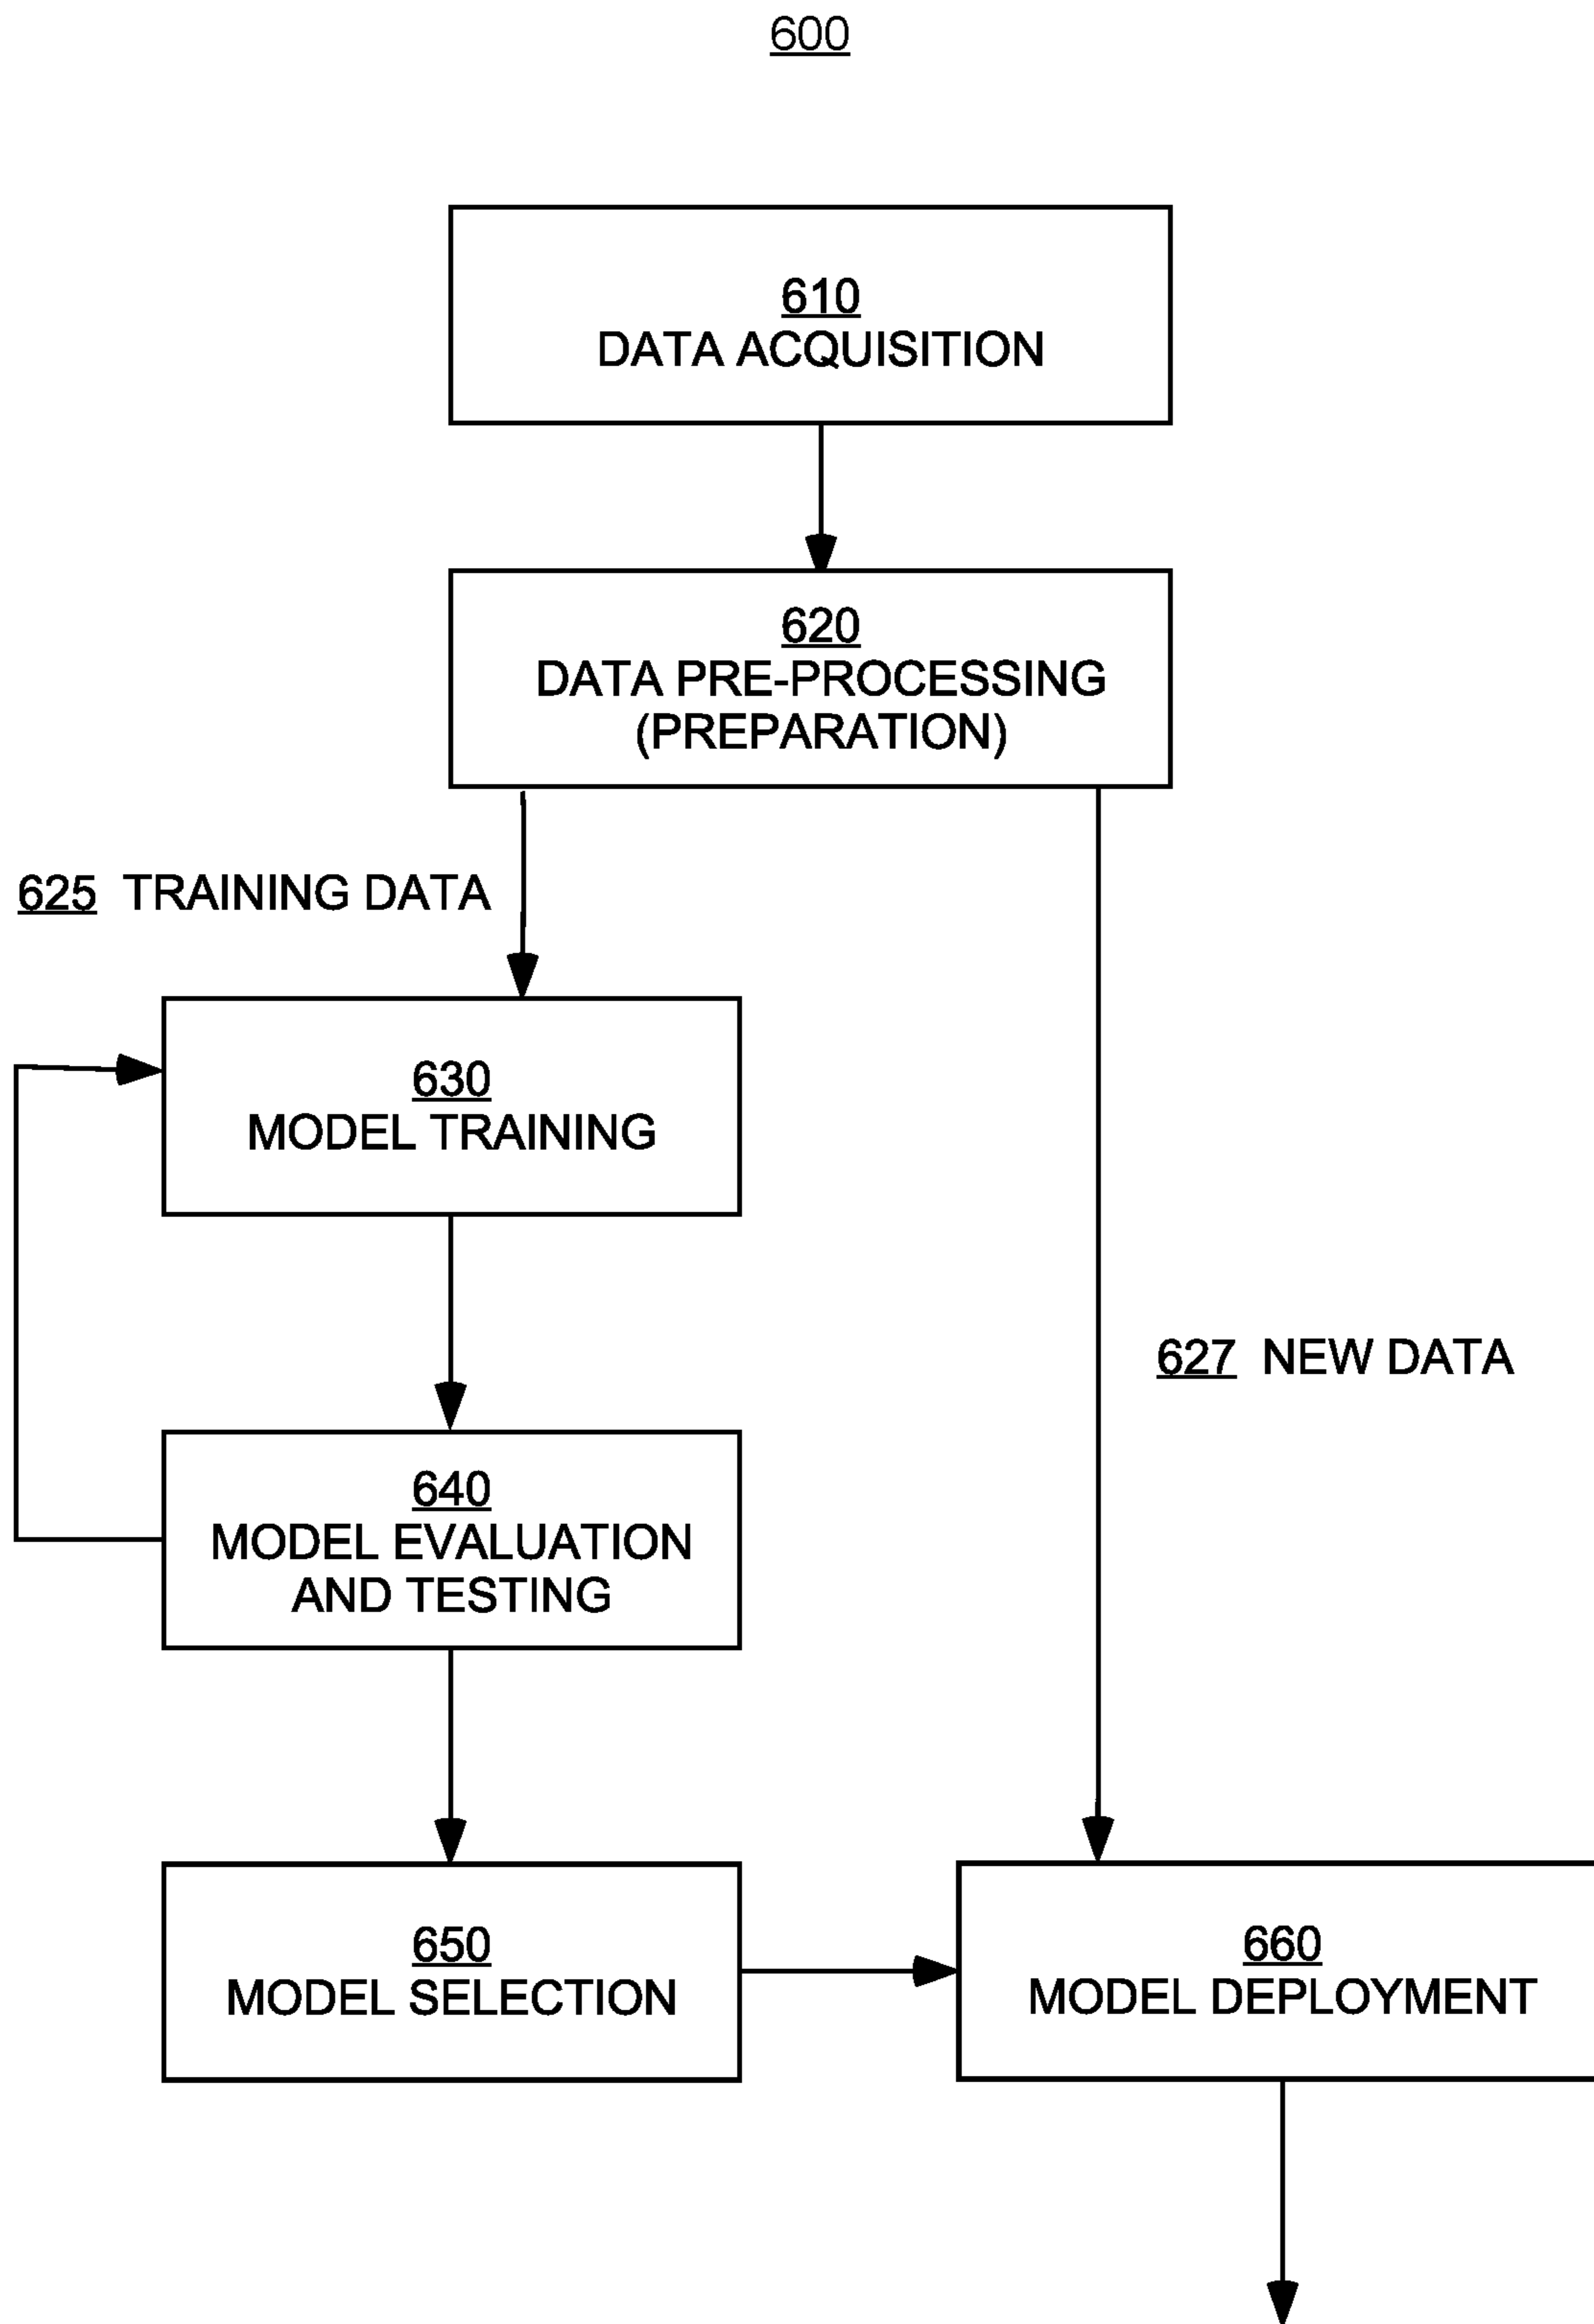 600
610
DATA ACQUISITION
620
DATA PRE-PROCESSING
(PREPARATION)
625 TRAINING DATA
630
MODEL TRAINING
627 NEW DATA
640
MODEL EVALUATION
AND TESTING
650
MODEL SELECTION
660
MODEL DEPLOYMENT